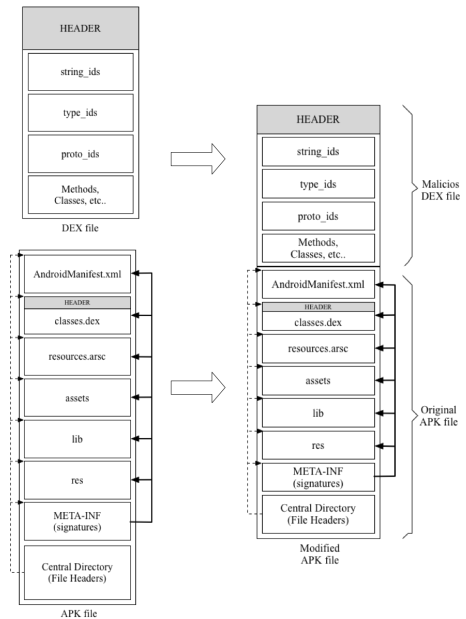 HEADER
string_ids
type_ids
proto_ids
Methods,
Classes, etc..
DEX file
AndroidManifest.xml
HEADER
classes.dex
resources.arsc
assets
lib
res
META-INF
(signatures)
Central Directory
(File Headers)
APK file
HEADER
string_ids
type_ids
proto_ids
Methods,
Classes, etc..
AndroidManifest.xml
HEADER
classes.dex
resources.arsc
assets
lib
res
META-INF
(signatures)
Central Directory
(File Headers)
Modified
APK file
Malicios
DEX file
Original
APK file